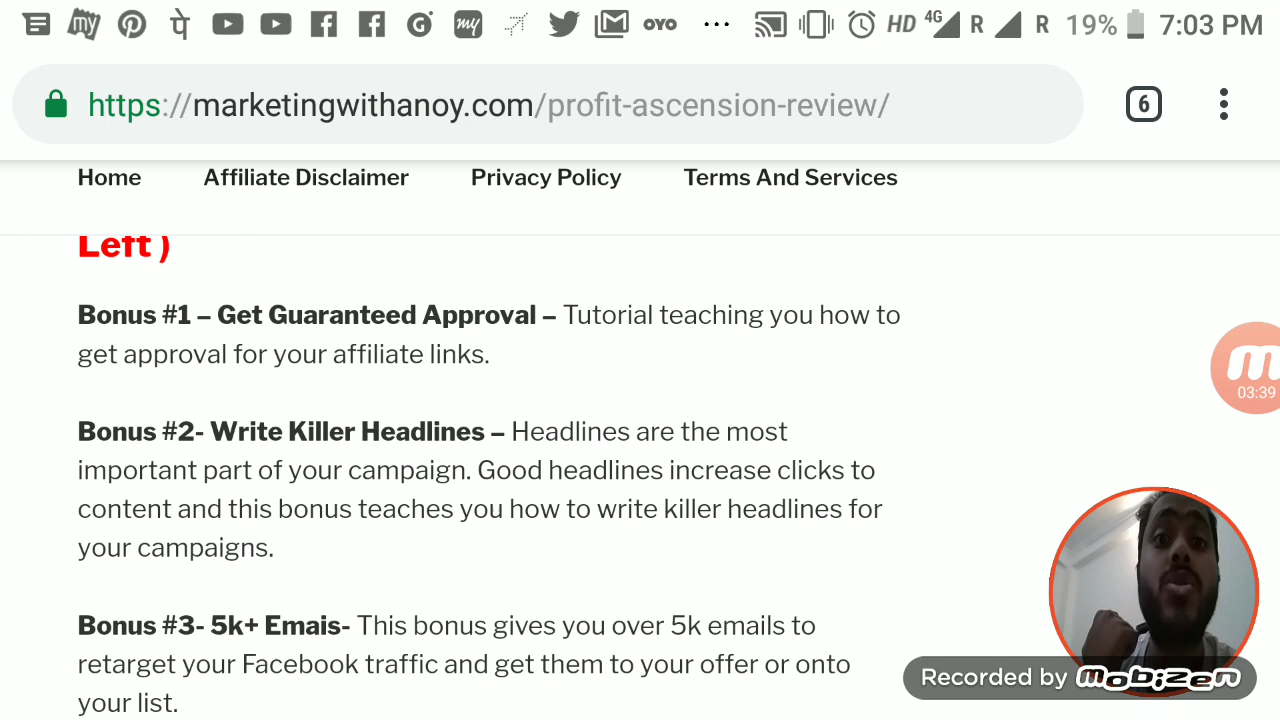 my my OYO ... HD 4G R R 19% 7:03 PM
https://marketingwithanoy.com/profit-ascension-review/ 6
Home Affiliate Disclaimer Privacy Policy Terms And Services
Left )
Bonus #1 – Get Guaranteed Approval – Tutorial teaching you how to
get approval for your affiliate links.
Bonus #2- Write Killer Headlines – Headlines are the most
important part of your campaign. Good headlines increase clicks to
content and this bonus teaches you how to write killer headlines for
your campaigns.
Bonus #3- 5k+ Emais- This bonus gives you over 5k emails to
retarget your Facebook traffic and get them to your offer or onto
your list.
m
03:39
Recorded by mobizen